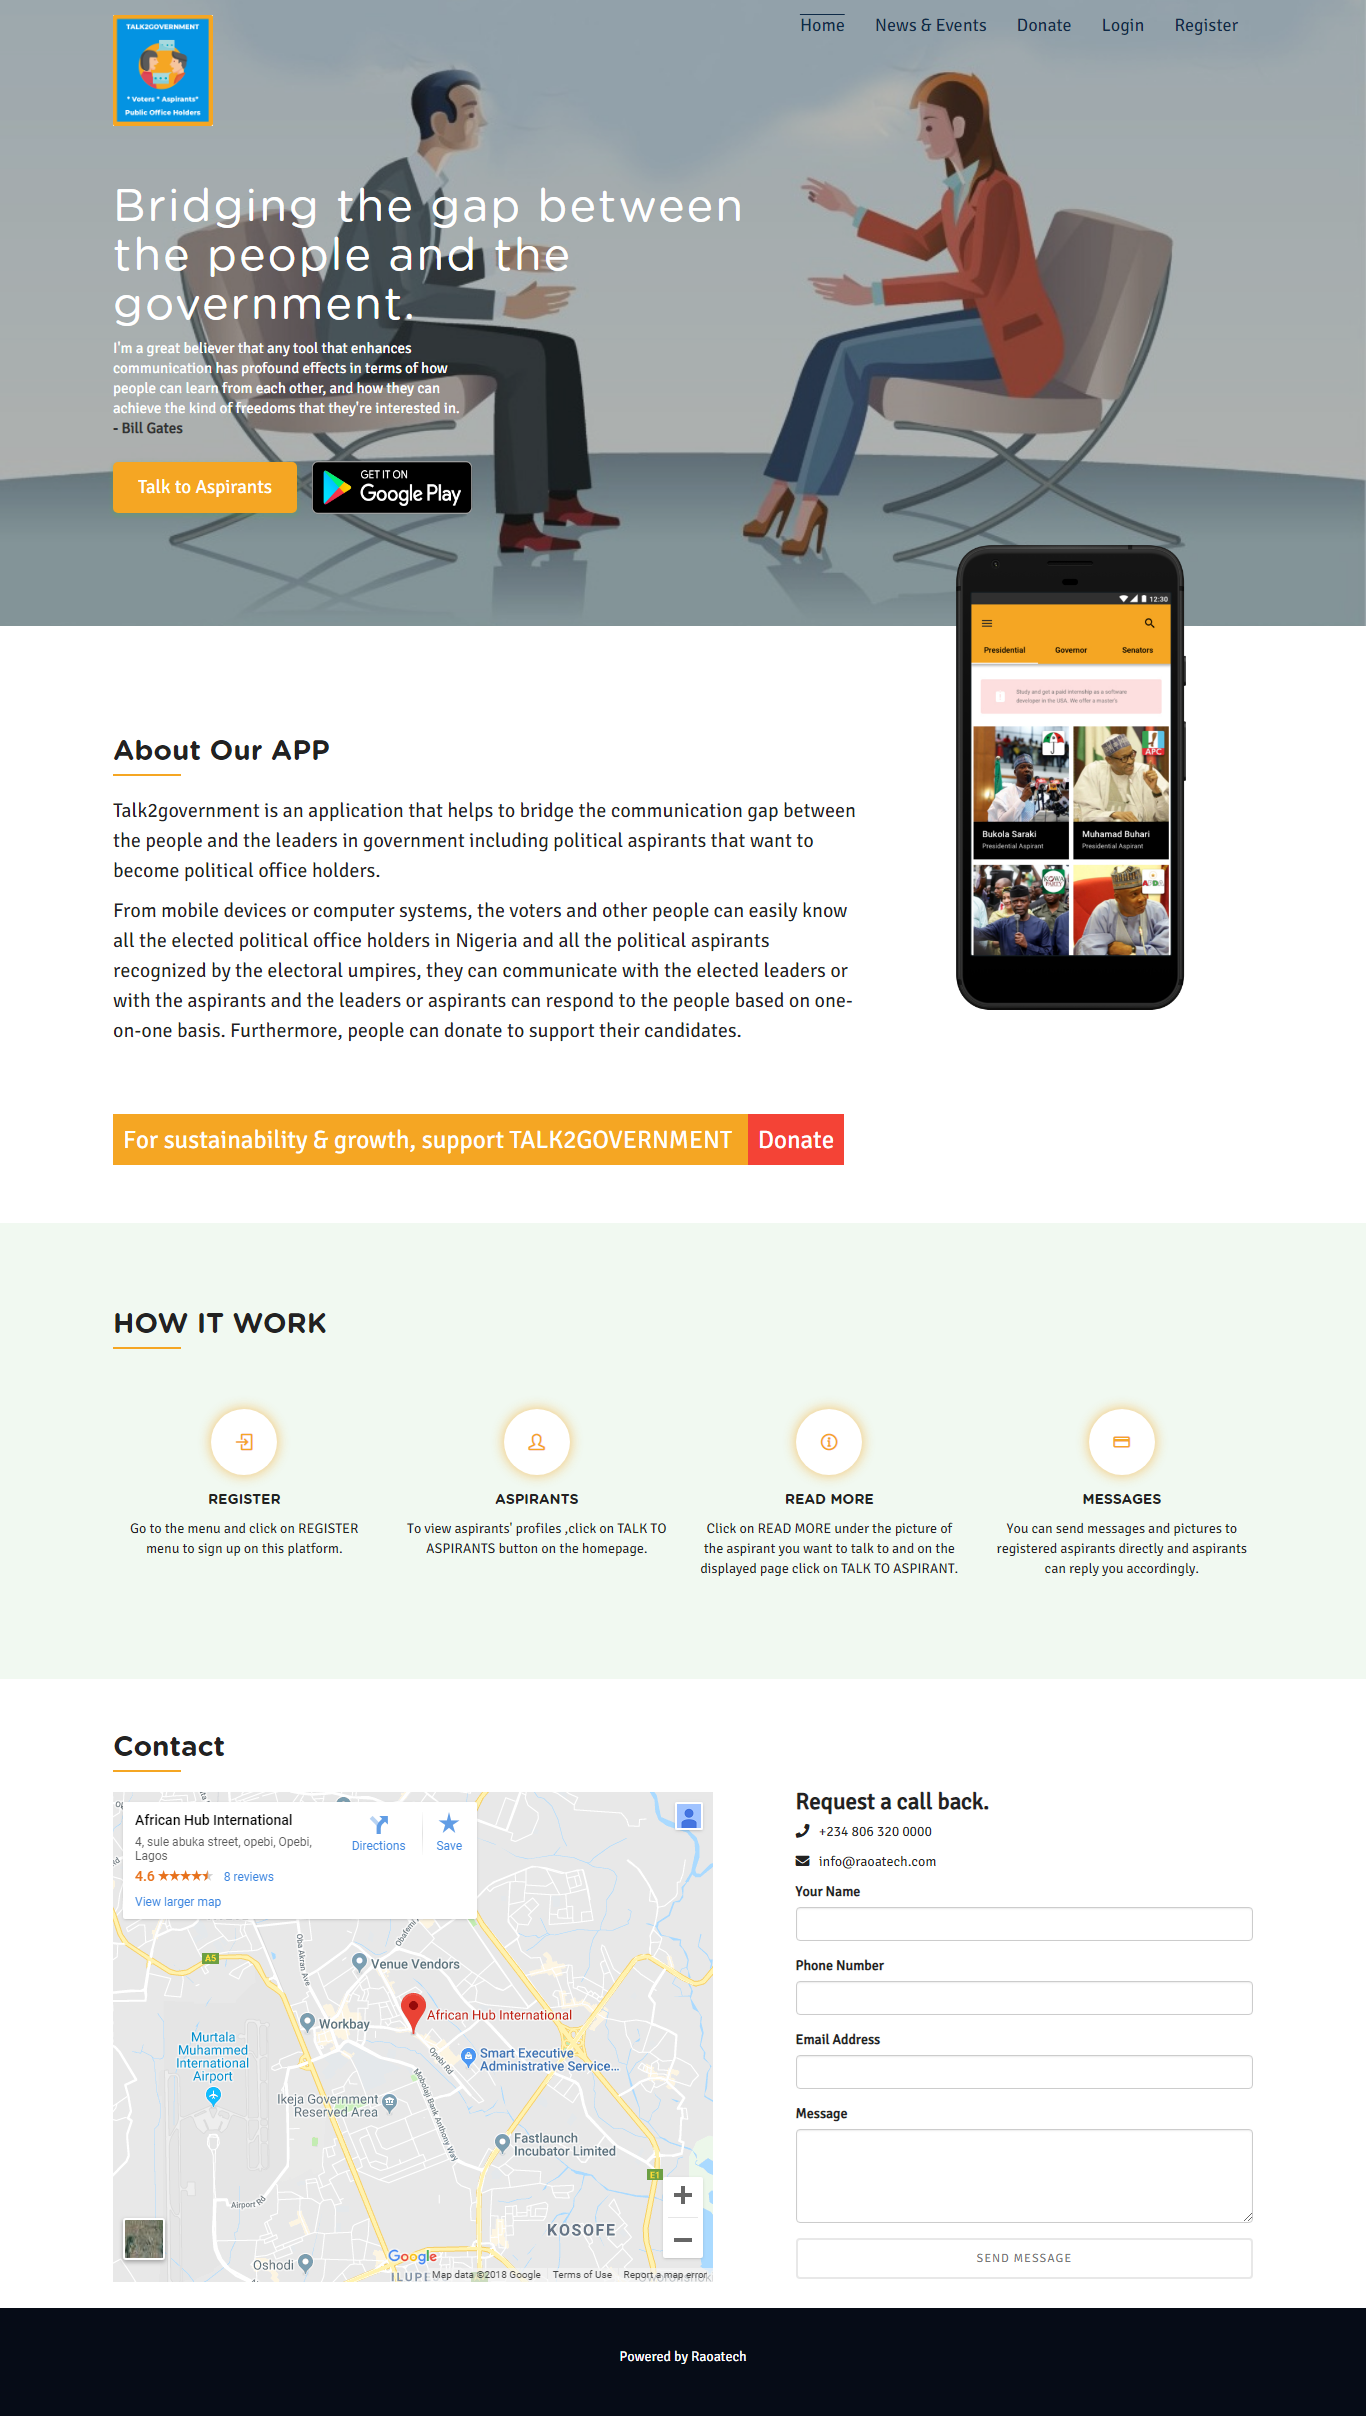 TALK2GOVERNMENT
* Voters * Aspirants*
Public Office Holders
Home
News & Events
Donate
Login
Register
Bridging the gap between
the people and the
government.
I'm a great believer that any tool that enhances
communication has profound effects in terms of how
people can learn from each other, and how they can
achieve the kind of freedoms that they're interested in.
- Bill Gates
Talk to Aspirants
GET IT ON
Google Play
12:30
Presidential
Governor
Senators
Study and get a paid internship as a software
developer in the USA. We offer a master's
APC
Bukola Saraki
Presidential Aspirant
Muhamad Buhari
Presidential Aspirant
KOWA
PARTY
About Our APP
Talk2government is an application that helps to bridge the communication gap between
the people and the leaders in government including political aspirants that want to
become political office holders.
From mobile devices or computer systems, the voters and other people can easily know
all the elected political office holders in Nigeria and all the political aspirants
recognized by the electoral umpires, they can communicate with the elected leaders or
with the aspirants and the leaders or aspirants can respond to the people based on one-
on-one basis. Furthermore, people can donate to support their candidates.
For sustainability & growth, support TALK2GOVERNMENT
Donate
HOW IT WORK
REGISTER
Go to the menu and click on REGISTER
menu to sign up on this platform.
ASPIRANTS
To view aspirants' profiles ,click on TALK TO
ASPIRANTS button on the homepage.
READ MORE
Click on READ MORE under the picture of
the aspirant you want to talk to and on the
displayed page click on TALK TO ASPIRANT.
MESSAGES
You can send messages and pictures to
registered aspirants directly and aspirants
can reply you accordingly.
Contact
African Hub International
4, sule abuka street, opebi, Opebi,
Lagos
4.6
8 reviews
View larger map
Directions
Save
Oba Akran Ave
Obafemi
A5
Venue Vendors
African Hub International
Workbay
Murtala
Muhammed
International
Airport
Opebi Rd
Smart Executive
Administrative Service...
Mobolaji Bank Anthony Way
Ikeja Government
Reserved Area
Fastlaunch
Incubator Limited
E1
Airport Rd
KOSOFE
Oshodi
Google
Map data ©2018 Google
Terms of Use
Report a map error
Request a call back.
+234 806 320 0000
info@raoatech.com
Your Name
Phone Number
Email Address
Message
SEND MESSAGE
Powered by Raoatech